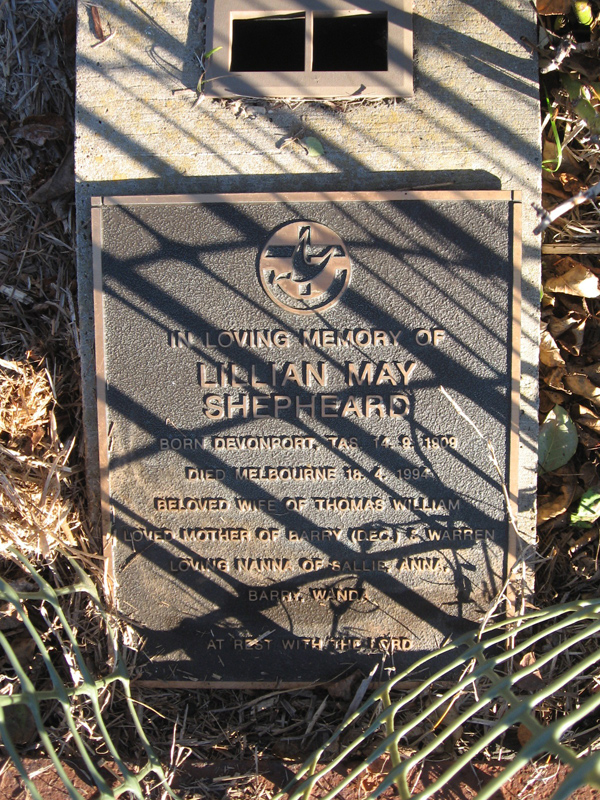 IN LOVING MEMORY OF
LILLIAN MAY
SHEPHEARD
BORN DEVONPORT, TAS. 14. 9. 1909
DIED MELBOURNE 18. 4. 1994
BELOVED WIFE OF THOMAS WILLIAM
LOVED MOTHER OF BARRY (DEC.) & WARREN
LOVING NANNA OF SALLIE, ANNA,
BARRY, WANDA
AT REST WITH THE LORD